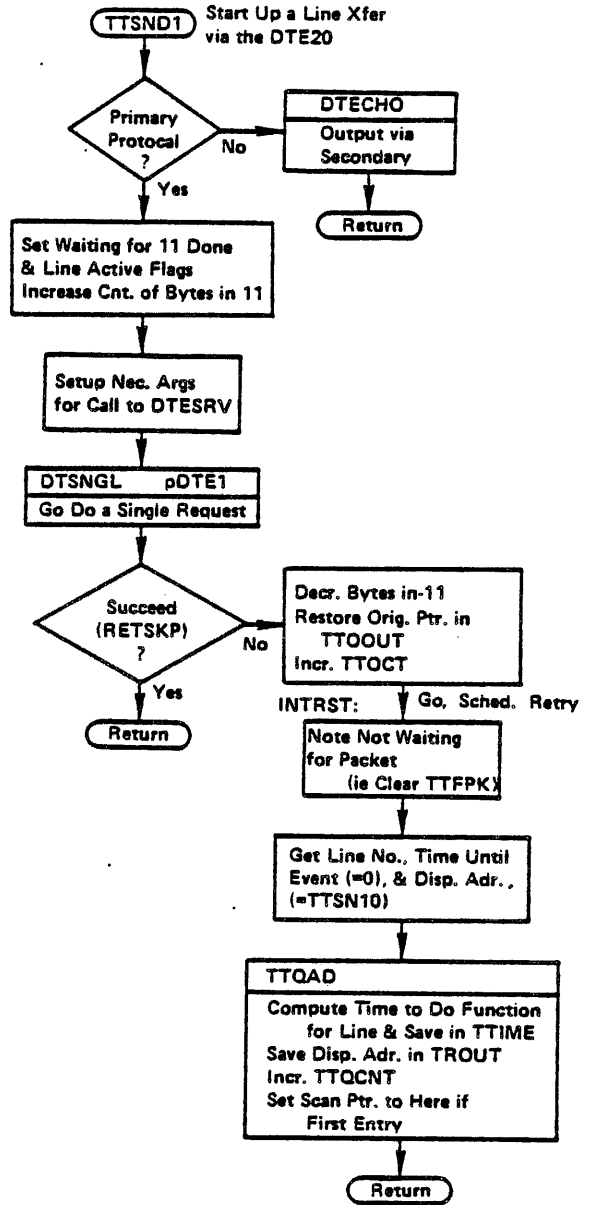 TTSND1
Start Up a Line Xfer
via the DTE20
Primary
Protocal
?
No
Yes
DTECHO
Output via
Secondary
Return
Set Waiting for 11 Done
& Line Active Flags
Increase Cnt. of Bytes in 11
Setup Nec. Args
for Call to DTESRV
DTSNGL pDTE1
Go Do a Single Request
Succeed
(RETSKP)
?
No
Yes
Return
Decr. Bytes in-11
Restore Orig. Ptr. in
TTOOUT
Incr. TTOCT
INTRST:
Go, Sched. Retry
Note Not Waiting
for Packet
(ie Clear TTFPK)
Get Line No., Time Until
Event (=0), & Disp. Adr.,
(=TTSN10)
TTQAD
Compute Time to Do Function
for Line & Save in TTIME
Save Disp. Adr. in TROUT
Incr. TTQCNT
Set Scan Ptr. to Here if
First Entry
Return